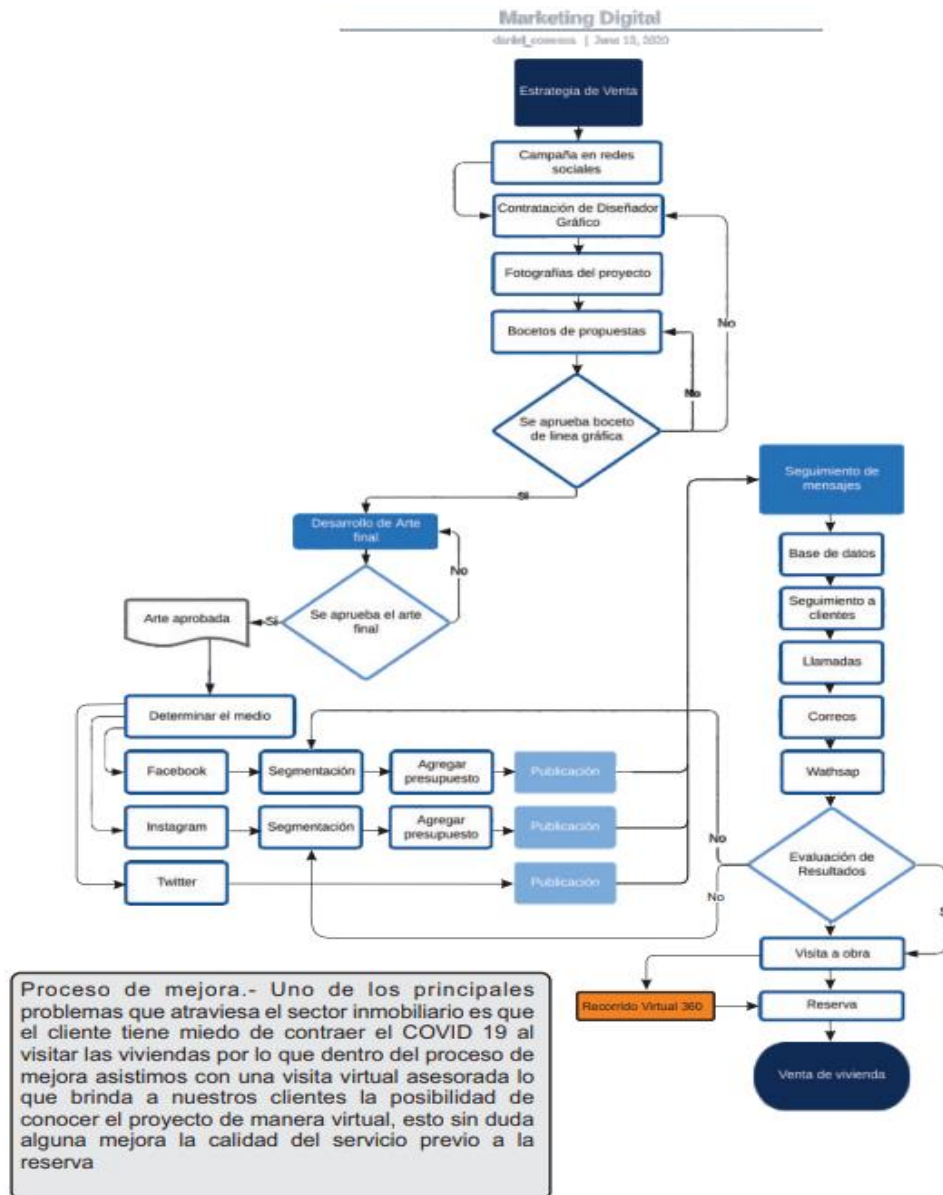 Marketing Digital
| June 13, 2020
Estrategia de Venta
Campaña en redes
sociales
Contratación de Diseñador
Gráfico
Fotografías del proyecto
Bocetos de propuestas
No
No
Se aprueba boceto
de linea gráfica
Si
Desarrollo de Arte
final
No
Se aprueba el arte
final
Si
Arte aprobada
Determinar el medio
Facebook
Segmentación
Agregar
presupuesto
Publicación
Instagram
Segmentación
Agregar
presupuesto
Publicación
Twitter
Publicación
Seguimiento de
mensajes
Base de datos
Seguimiento a
clientes
Llamadas
Correos
Wathsap
No
No
Evaluación de
Resultados
Visita a obra
Recorrido Virtual 360
Reserva
Venta de vivienda
Proceso de mejora.- Uno de los principales
problemas que atraviesa el sector inmobiliario es que
el cliente tiene miedo de contraer el COVID 19 al
visitar las viviendas por lo que dentro del proceso de
mejora asistimos con una visita virtual asesorada lo
que brinda a nuestros clientes la posibilidad de
conocer el proyecto de manera virtual, esto sin duda
alguna mejora la calidad del servicio previo a la
reserva